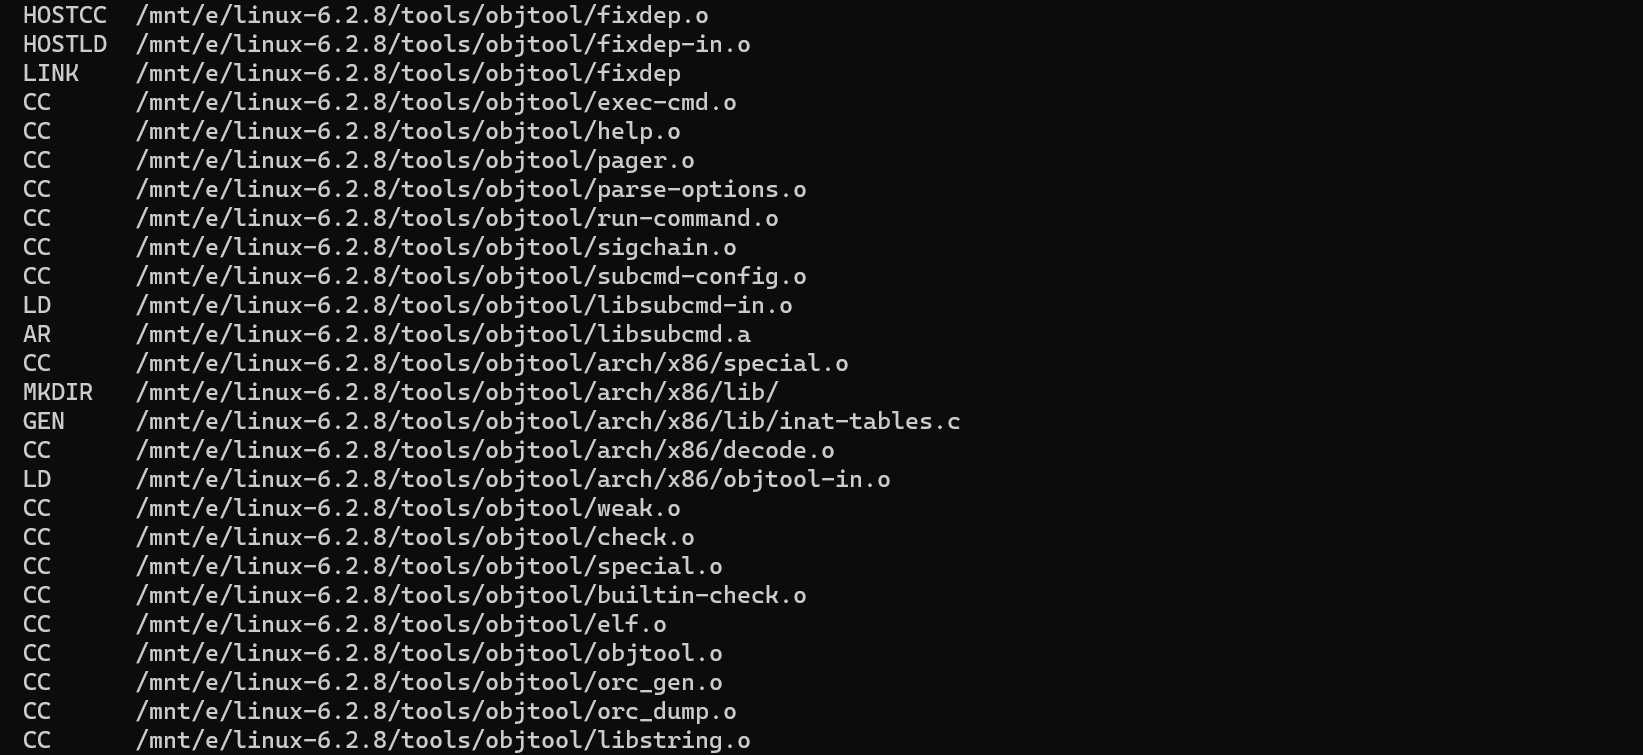 HOSTCC /mnt/e/linux-6.2.8/tools/objtool/fixdep.o
HOSTLD /mnt/e/linux-6.2.8/tools/objtool/fixdep-in.o
LINK /mnt/e/linux-6.2.8/tools/objtool/fixdep
CC /mnt/e/linux-6.2.8/tools/objtool/exec-cmd.o
CC /mnt/e/linux-6.2.8/tools/objtool/help.o
CC /mnt/e/linux-6.2.8/tools/objtool/pager.o
CC /mnt/e/linux-6.2.8/tools/objtool/parse-options.o
CC /mnt/e/linux-6.2.8/tools/objtool/run-command.o
CC /mnt/e/linux-6.2.8/tools/objtool/sigchain.o
CC /mnt/e/linux-6.2.8/tools/objtool/subcmd-config.o
LD /mnt/e/linux-6.2.8/tools/objtool/libsubcmd-in.o
AR /mnt/e/linux-6.2.8/tools/objtool/libsubcmd.a
CC /mnt/e/linux-6.2.8/tools/objtool/arch/x86/special.o
MKDIR /mnt/e/linux-6.2.8/tools/objtool/arch/x86/lib/
GEN /mnt/e/linux-6.2.8/tools/objtool/arch/x86/lib/inat-tables.c
CC /mnt/e/linux-6.2.8/tools/objtool/arch/x86/decode.o
LD /mnt/e/linux-6.2.8/tools/objtool/arch/x86/objtool-in.o
CC /mnt/e/linux-6.2.8/tools/objtool/weak.o
CC /mnt/e/linux-6.2.8/tools/objtool/check.o
CC /mnt/e/linux-6.2.8/tools/objtool/special.o
CC /mnt/e/linux-6.2.8/tools/objtool/builtin-check.o
CC /mnt/e/linux-6.2.8/tools/objtool/elf.o
CC /mnt/e/linux-6.2.8/tools/objtool/objtool.o
CC /mnt/e/linux-6.2.8/tools/objtool/orc_gen.o
CC /mnt/e/linux-6.2.8/tools/objtool/orc_dump.o
CC /mnt/e/linux-6.2.8/tools/objtool/libstring.o